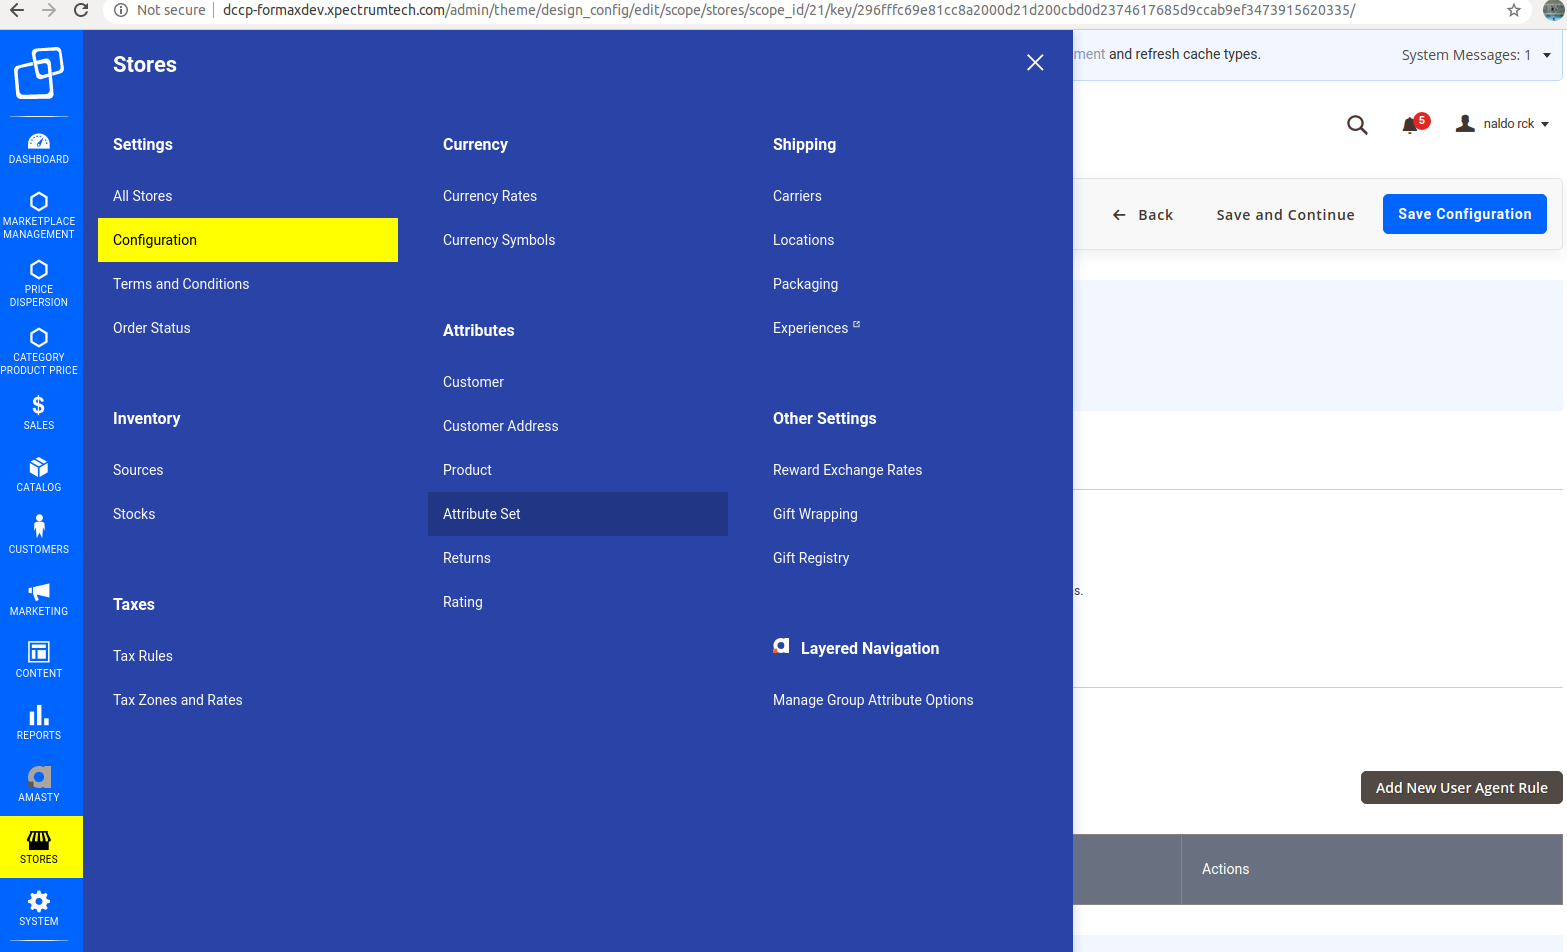 Not secure
dccp-formaxdev.xpectrumtech.com/admin/theme/design_config/edit/scope/stores/scope_id/21/key/296fffc69e81cc8a2000d21d200cbd0d2374617685d9ccab9ef3473915620335/
DASHBOARD
MARKETPLACE
MANAGEMENT
PRICE
DISPERSION
CATEGORY
PRODUCT PRICE
SALES
CATALOG
CUSTOMERS
MARKETING
CONTENT
REPORTS
AMASTY
STORES
SYSTEM
Stores
Settings
All Stores
Configuration
Terms and Conditions
Order Status
Inventory
Sources
Stocks
Taxes
Tax Rules
Tax Zones and Rates
Currency
Currency Rates
Currency Symbols
Attributes
Customer
Customer Address
Product
Attribute Set
Returns
Rating
Shipping
Carriers
Locations
Packaging
Experiences
Other Settings
Reward Exchange Rates
Gift Wrapping
Gift Registry
Layered Navigation
Manage Group Attribute Options
ment and refresh cache types.
System Messages: 1
5
naldo rck
Back
Save and Continue
Save Configuration
s.
Add New User Agent Rule
Actions